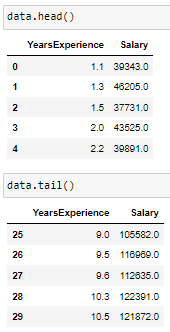 data.head()
YearsExperience Salary
0 1.1 39343.0
1 1.3 46205.0
2 1.5 37731.0
3 2.0 43525.0
4 2.2 39891.0
data.tail()
YearsExperience Salary
25 9.0 105582.0
26 9.5 116969.0
27 9.6 112635.0
28 10.3 122391.0
29 10.5 121872.0